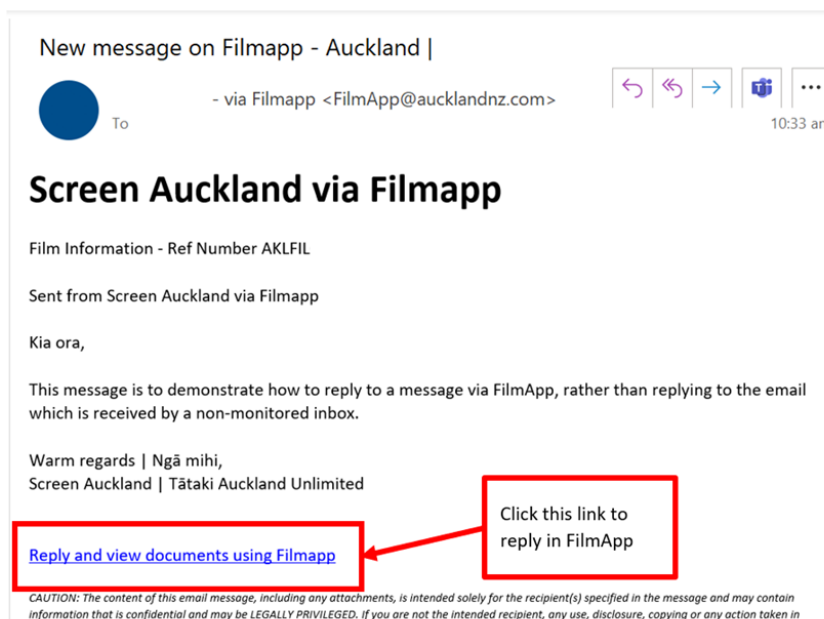 New message on Filmapp - Auckland |
- via Filmapp <FilmApp@aucklandnz.com>
To
10:33 am
Screen Auckland via Filmapp
Film Information - Ref Number AKLFIL
Sent from Screen Auckland via Filmapp
Kia ora,
This message is to demonstrate how to reply to a message via FilmApp, rather than replying to the email
which is received by a non-monitored inbox.
Warm regards | Ngā mihi,
Screen Auckland | Tātaki Auckland Unlimited
Click this link to
reply in FilmApp
Reply and view documents using Filmapp
CAUTION: The content of this email message, including any attachments, is intended solely for the recipient(s) specified in the message and may contain
information that is confidential and may be LEGALLY PRIVILEGED. If you are not the intended recipient, any use, disclosure, copying or any action taken in